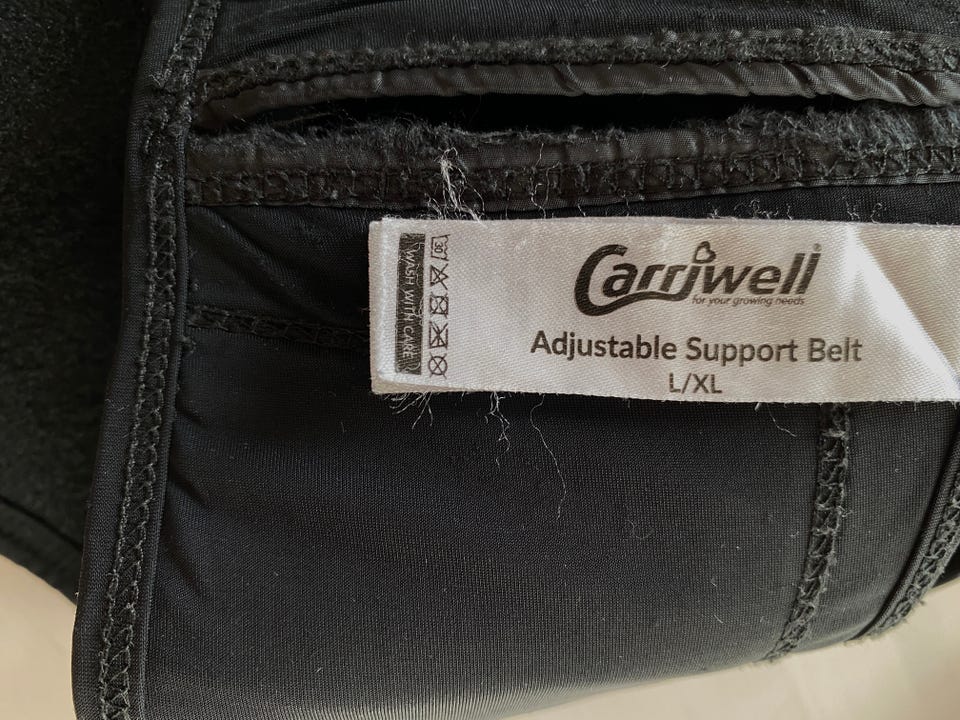 Carriwell®
for your growing needs
Adjustable Support Belt
L/XL
WASH WITH CARE
30